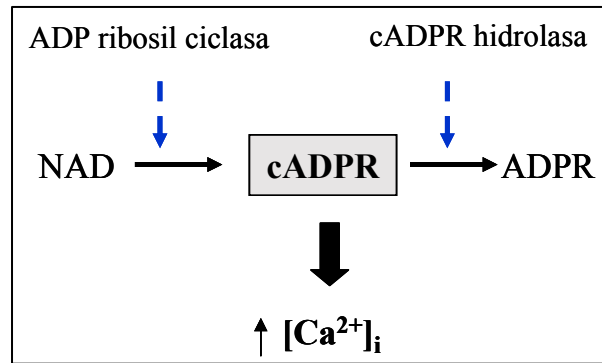 ADP ribosil ciclasa cADPR hidrolasa
NAD cADPR ADPR
↑ [Ca²⁺]ᵢ